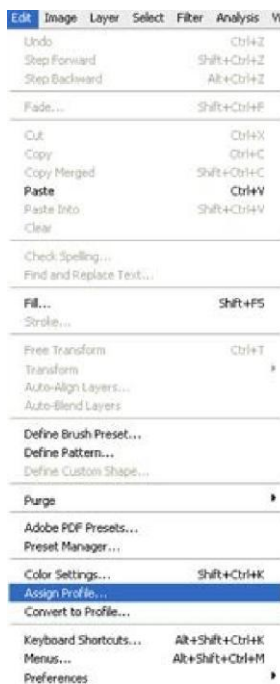 Edit Image Layer Select Filter Analysis
Undo Ctrl+Z
Step Forward Shift+Ctrl+Z
Step Backward Alt+Ctrl+Z
Fade... Shift+Ctrl+F
Cut Ctrl+X
Copy Ctrl+C
Copy Merged Shift+Ctrl+C
Paste Ctrl+V
Paste Into Shift+Ctrl+V
Clear
Check Spelling...
Find and Replace Text...
Fill... Shift+F5
Stroke...
Free Transform Ctrl+T
Transform
Auto-Align Layers...
Auto-Blend Layers
Define Brush Preset...
Define Pattern...
Define Custom Shape...
Purge
Adobe PDF Presets...
Preset Manager...
Color Settings... Shift+Ctrl+K
Assign Profile...
Convert to Profile...
Keyboard Shortcuts... Alt+Shift+Ctrl+K
Menus... Alt+Shift+Ctrl+M
Preferences